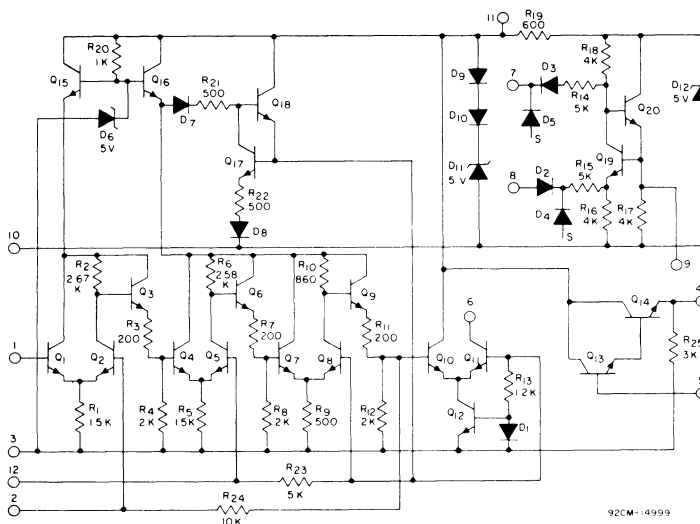 11
R19
600
R20
1K
Q15
Q16
R21
500
D7
Q18
D6
5V
Q17
R22
500
D8
D9
D10
D11
5V
7
D3
R14
5K
D5
S
R18
4K
Q20
D12
5V
Q19
8
D2
R15
5K
D4
S
R16
4K
R17
4K
9
10
R2
2.67
K
Q3
R3
200
R6
2.58
K
Q6
R7
200
R10
860
Q9
R11
200
6
Q14
4
1
Q1
Q2
Q4
Q5
Q7
Q8
Q10
Q11
Q13
R25
3K
R13
1.2K
R1
1.5K
R4
2K
R5
1.5K
R8
2K
R9
500
R12
2K
Q12
D1
3
12
R23
5K
2
R24
10K
92CM-14999